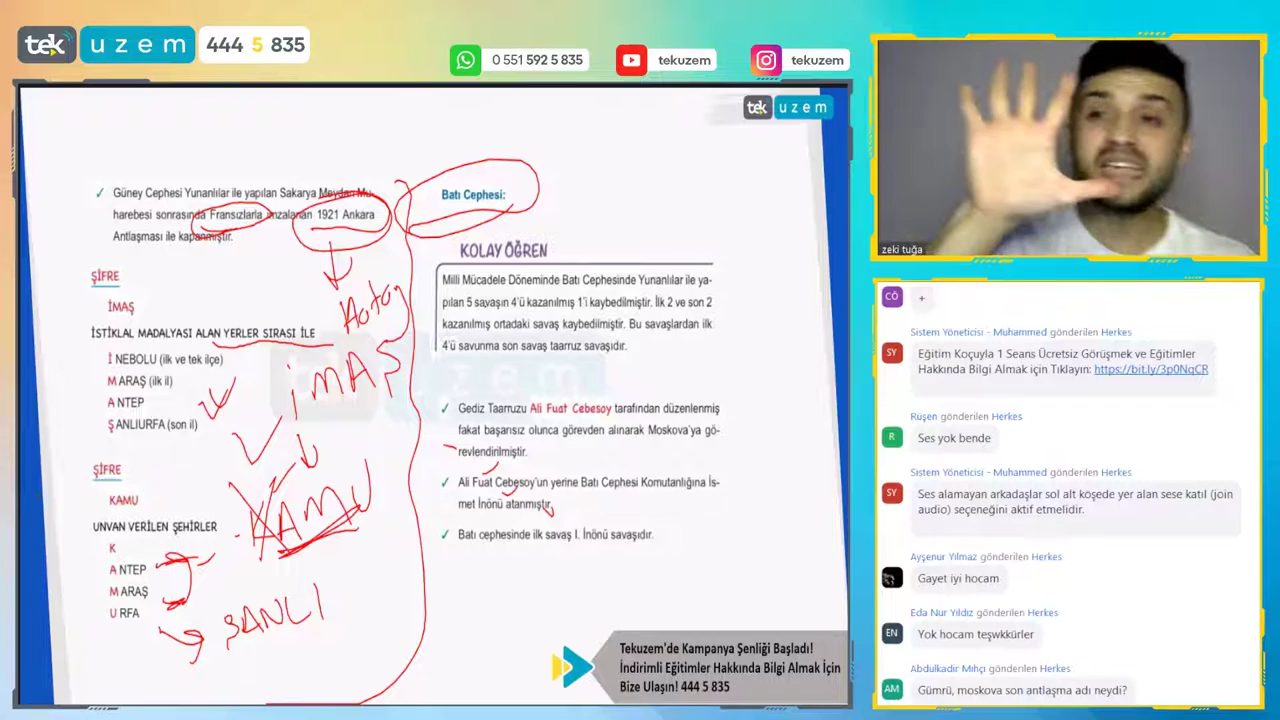 tek uzem 444 5 835
0 551 592 5 835
tekuzem
tekuzem
tek uzem
✓ Güney Cephesi Yunanlılar ile yapılan Sakarya Meydan Mu-
harebesi sonrasında Fransızlarla imzalanan 1921 Ankara
Antlaşması ile kapanmıştır.
ŞİFRE
İMAŞ
İSTİKLAL MADALYASI ALAN YERLER SIRASI İLE
İ NEBOLU (ilk ve tek ilçe)
M ARAŞ (ilk il)
A NTEP
Ş ANLIURFA (son il)
ŞİFRE
KAMU
UNVAN VERİLEN ŞEHİRLER
K
A NTEP
M ARAŞ
U RFA
Hatay
İMAŞ
KAMU
ŞANLI
Batı Cephesi:
KOLAY ÖĞREN
Milli Mücadele Döneminde Batı Cephesinde Yunanlılar ile ya-
pılan 5 savaşın 4'ü kazanılmış 1'i kaybedilmiştir. İlk 2 ve son 2
kazanılmış ortadaki savaş kaybedilmiştir. Bu savaşlardan ilk
4'ü savunma son savaş taarruz savaşıdır.
✓ Gediz Taarruzu Ali Fuat Cebesoy tarafından düzenlenmiş
fakat başarısız olunca görevden alınarak Moskova'ya gö-
revlendirilmiştir.
✓ Ali Fuat Cebesoy'un yerine Batı Cephesi Komutanlığına İs-
met İnönü atanmıştır.
✓ Batı cephesinde ilk savaş I. İnönü savaşıdır.
Tekuzem'de Kampanya Şenliği Başladı!
İndirimli Eğitimler Hakkında Bilgi Almak İçin
Bize Ulaşın! 444 5 835
zeki tuğa
CÖ +
Sistem Yöneticisi - Muhammed gönderilen Herkes
SY Eğitim Koçuyla 1 Seans Ücretsiz Görüşmek ve Eğitimler
Hakkında Bilgi Almak için Tıklayın: https://bit.ly/3p0NqCR
Rüşen gönderilen Herkes
R Ses yok bende
Sistem Yöneticisi - Muhammed gönderilen Herkes
SY Ses alamayan arkadaşlar sol alt köşede yer alan sese katıl (join
audio) seçeneğini aktif etmelidir.
Ayşenur Yılmaz gönderilen Herkes
Gayet iyi hocam
Eda Nur Yıldız gönderilen Herkes
EN Yok hocam teşwkkürler
Abdulkadir Mıhçı gönderilen Herkes
AM Gümrü, moskova son antlaşma adı neydi?